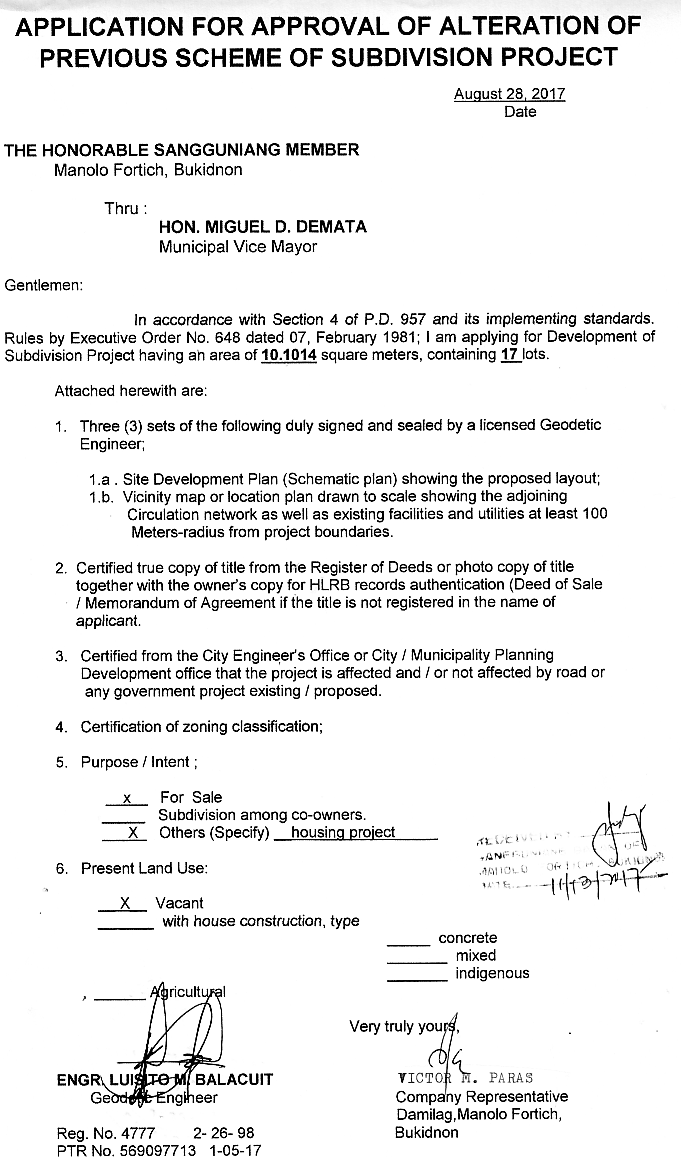 APPLICATION FOR APPROVAL OF ALTERATION OF
PREVIOUS SCHEME OF SUBDIVISION PROJECT
August 28, 2017
Date
THE HONORABLE SANGGUNIANG MEMBER
Manolo Fortich, Bukidnon
Thru :
HON. MIGUEL D. DEMATA
Municipal Vice Mayor
Gentlemen:
In accordance with Section 4 of P.D. 957 and its implementing standards.
Rules by Executive Order No. 648 dated 07, February 1981; I am applying for Development of
Subdivision Project having an area of 10.1014 square meters, containing 17 lots.
Attached herewith are:
1. Three (3) sets of the following duly signed and sealed by a licensed Geodetic
Engineer;
1.a . Site Development Plan (Schematic plan) showing the proposed layout;
1.b. Vicinity map or location plan drawn to scale showing the adjoining
Circulation network as well as existing facilities and utilities at least 100
Meters-radius from project boundaries.
2. Certified true copy of title from the Register of Deeds or photo copy of title
together with the owner's copy for HLRB records authentication (Deed of Sale
/ Memorandum of Agreement if the title is not registered in the name of
applicant.
3. Certified from the City Engineer's Office or City / Municipality Planning
Development office that the project is affected and / or not affected by road or
any government project existing / proposed.
4. Certification of zoning classification;
5. Purpose / Intent ;
x For Sale
Subdivision among co-owners.
X Others (Specify) housing project
MANOLO
6. Present Land Use:
11/13/2017
X Vacant
with house construction, type
concrete
mixed
indigenous
Agricultural
Very truly yours,
ENGR. LUISITO M. BALACUIT
Geodetic Engineer
VICTOR M. PARAS
Company Representative
Damilag,Manolo Fortich,
Bukidnon
Reg. No. 4777 2- 26- 98
PTR No. 569097713 1-05-17